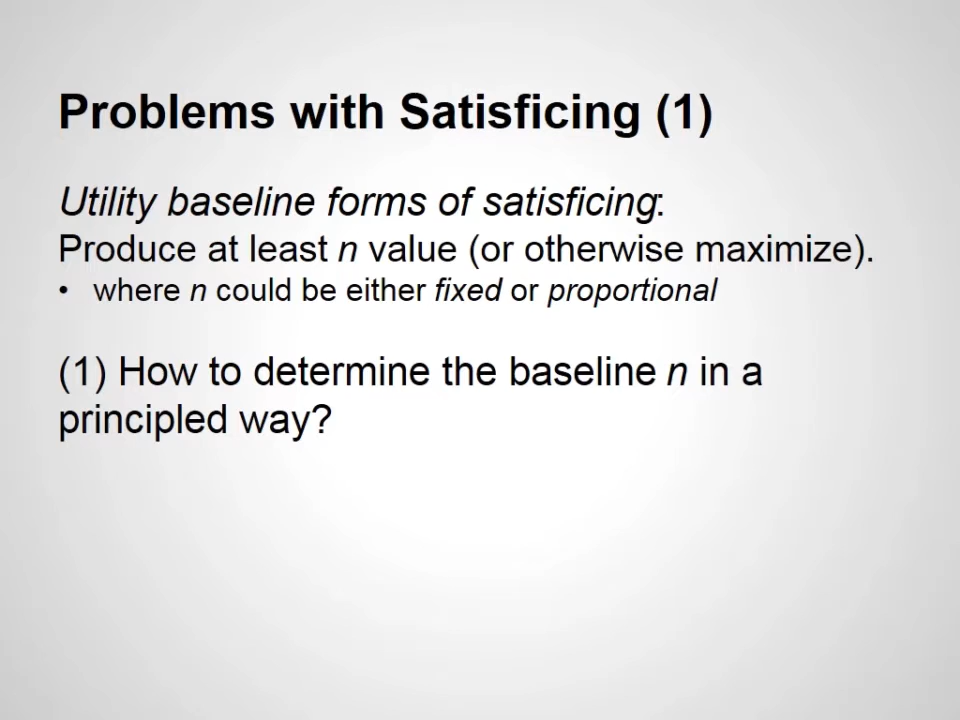 Problems with Satisficing (1)
Utility baseline forms of satisficing:
Produce at least n value (or otherwise maximize).
• where n could be either fixed or proportional
(1) How to determine the baseline n in a
principled way?